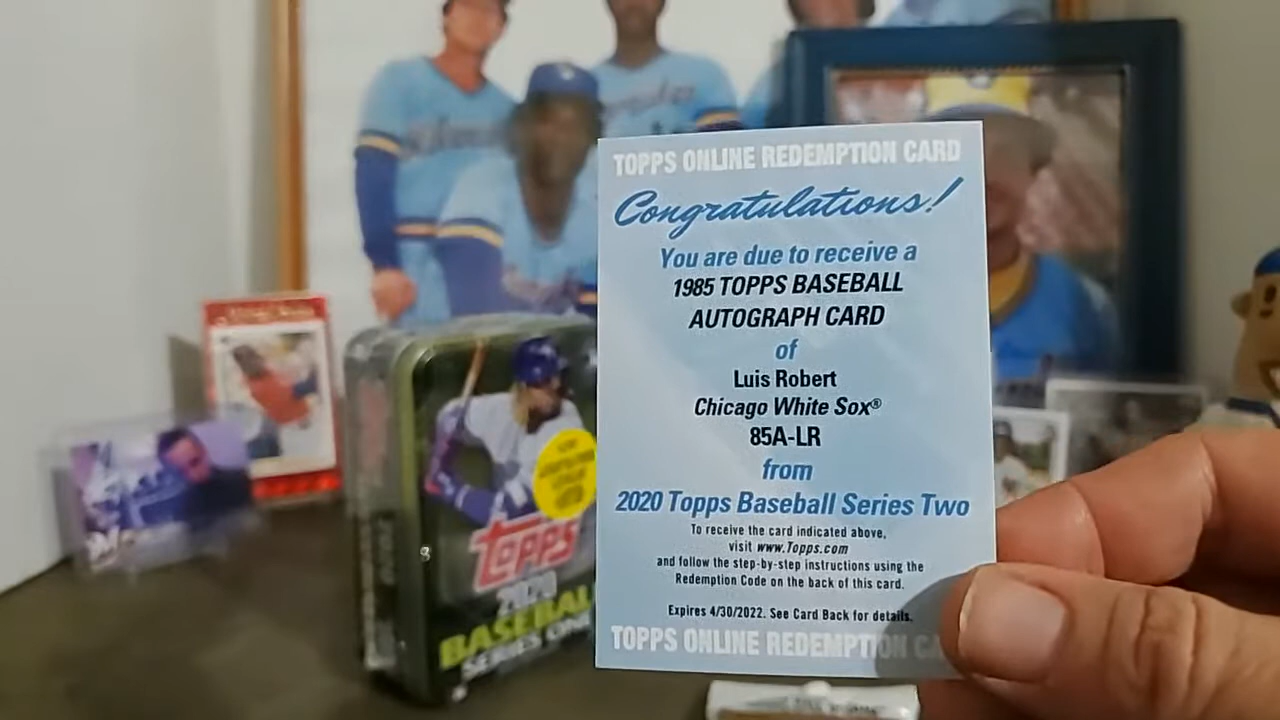 TOPPS ONLINE REDEMPTION CARD
Congratulations!
You are due to receive a
1985 TOPPS BASEBALL
AUTOGRAPH CARD
of
Luis Robert
Chicago White Sox®
85A-LR
from
2020 Topps Baseball Series Two
To receive the card indicated above,
visit www.Topps.com
and follow the step-by-step instructions using the
Redemption Code on the back of this card.
Expires 4/30/2022. See Card Back for details.
TOPPS ONLINE REDEMPTION CA
Topps
2020
BASEBAL
SERIES ONE